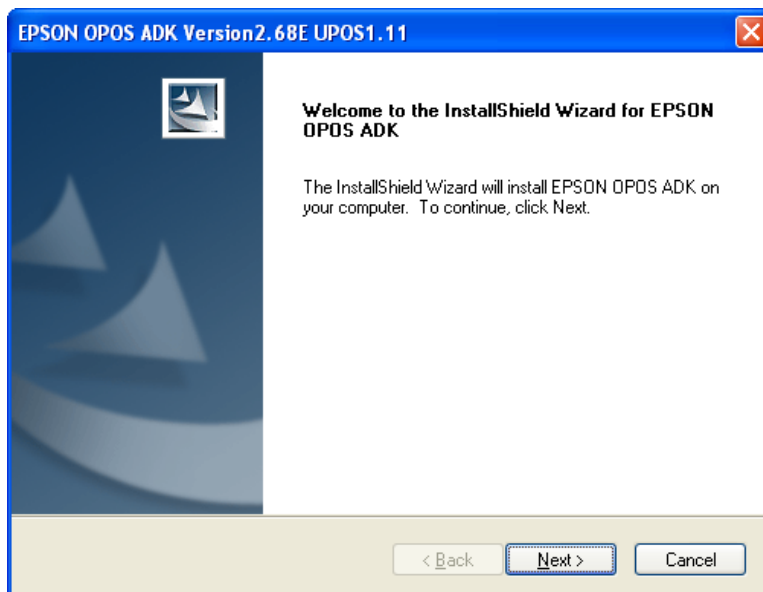 EPSON OPOS ADK Version2.68E UPOS1.11
Welcome to the InstallShield Wizard for EPSON
OPOS ADK
The InstallShield Wizard will install EPSON OPOS ADK on
your computer. To continue, click Next.
< Back
Next >
Cancel